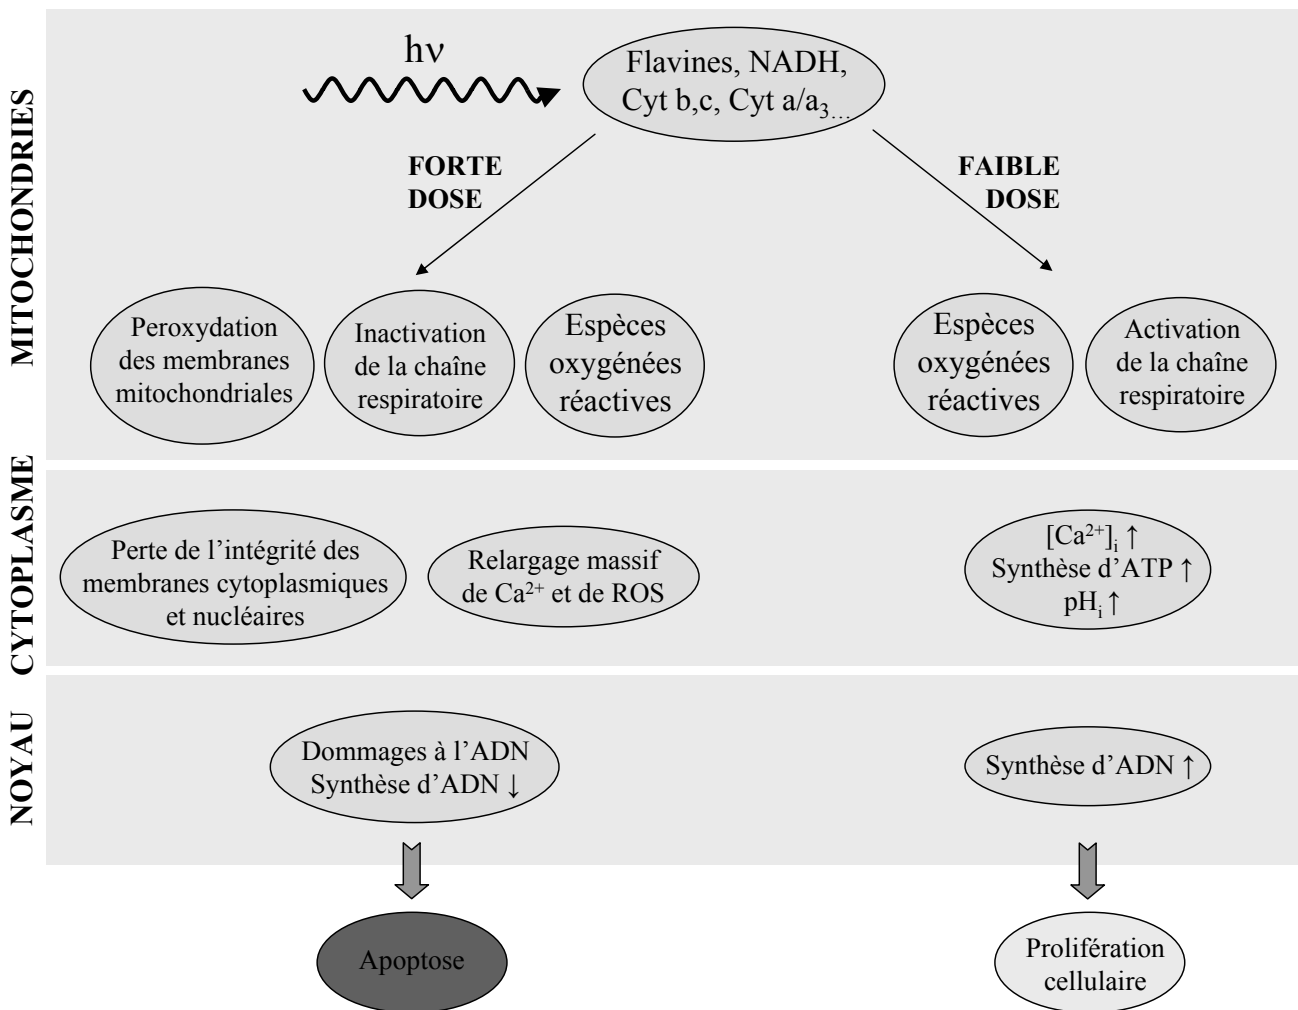 MITOCHONDRIES
hν
Flavines, NADH,
Cyt b,c, Cyt a/a3…
FORTE
DOSE
FAIBLE
DOSE
Peroxydation
des membranes
mitochondriales
Inactivation
de la chaîne
respiratoire
Espèces
oxygénées
réactives
Espèces
oxygénées
réactives
Activation
de la chaîne
respiratoire
CYTOPLASME
Perte de l’intégrité des
membranes cytoplasmiques
et nucléaires
Relargage massif
de Ca²⁺ et de ROS
[Ca²⁺]i ↑
Synthèse d’ATP ↑
pHi ↑
NOYAU
Dommages à l’ADN
Synthèse d’ADN ↓
Synthèse d’ADN ↑
Apoptose
Prolifération
cellulaire